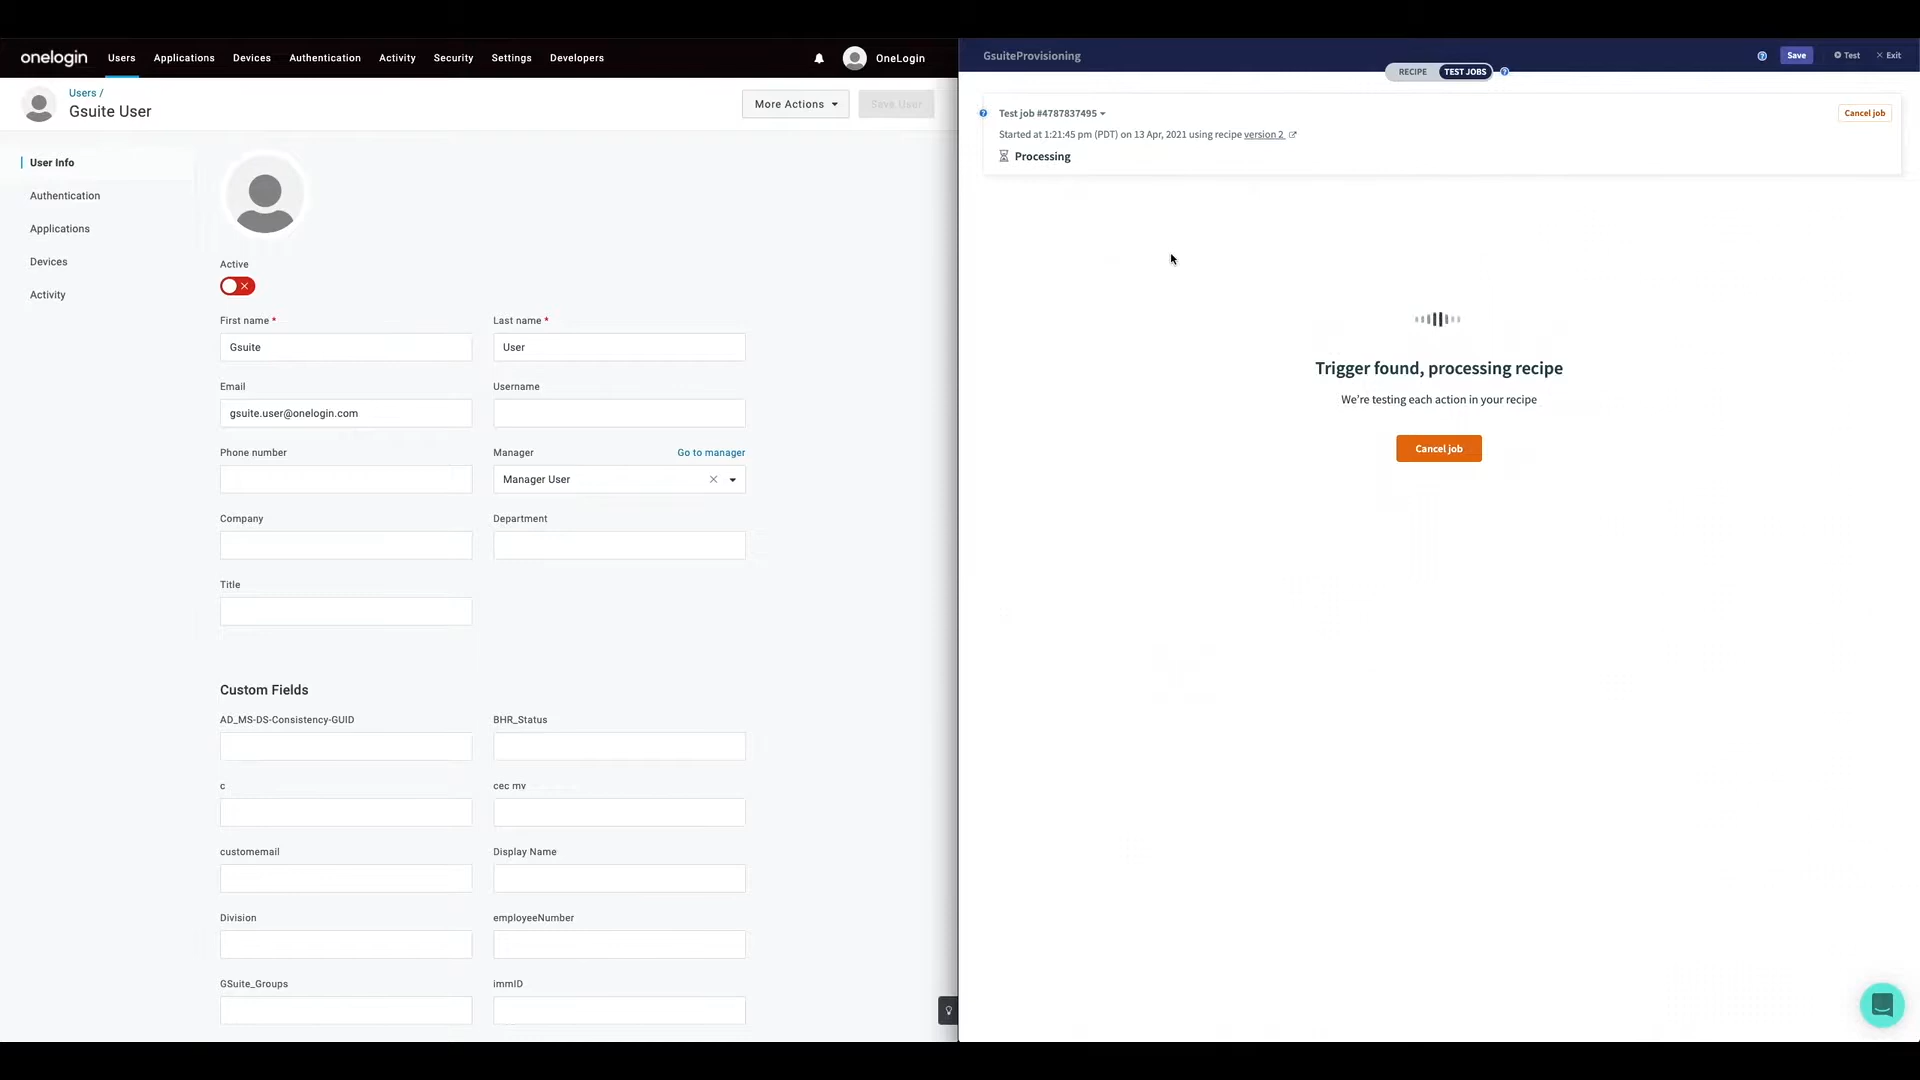 onelogin Users Applications Devices Authentication Activity Security Settings Developers OneLogin
Users /
Gsuite User
More Actions
Save User
User Info
Authentication
Applications
Devices
Activity
Active
First name *
Last name *
Gsuite
User
Email
Username
gsuite.user@onelogin.com
Phone number
Manager
Go to manager
Manager User
Company
Department
Title
Custom Fields
AD_MS-DS-Consistency-GUID
BHR_Status
c
cec mv
customemail
Display Name
Division
employeeNumber
GSuite_Groups
immID
GsuiteProvisioning
Save
Test
Exit
RECIPE
TEST JOBS
Test job #4787837495
Cancel job
Started at 1:21:45 pm (PDT) on 13 Apr, 2021 using recipe version 2
Processing
Trigger found, processing recipe
We're testing each action in your recipe
Cancel job